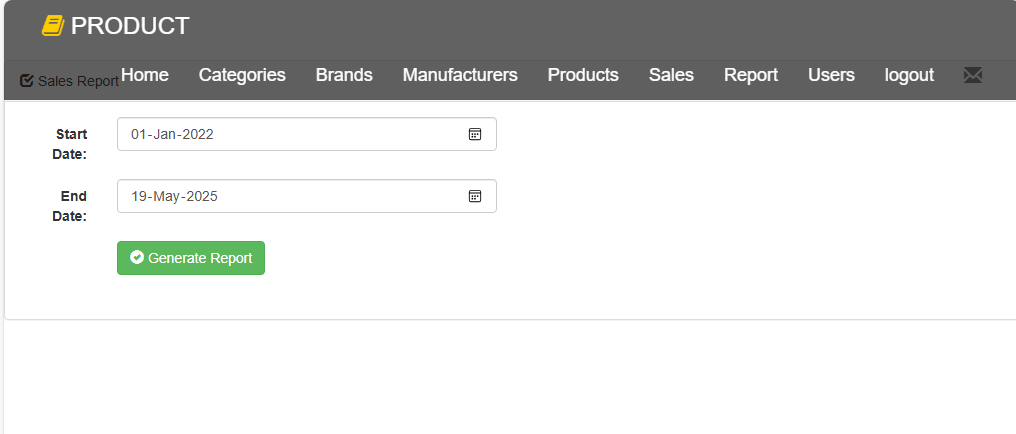 PRODUCT
Sales Report Home Categories Brands Manufacturers Products Sales Report Users logout
Start Date: 01-Jan-2022
End Date: 19-May-2025
Generate Report